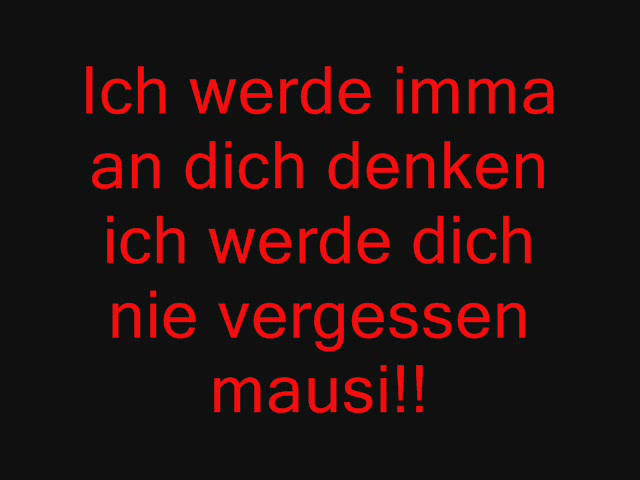 Ich werde imma
an dich denken
ich werde dich
nie vergessen
mausi!!